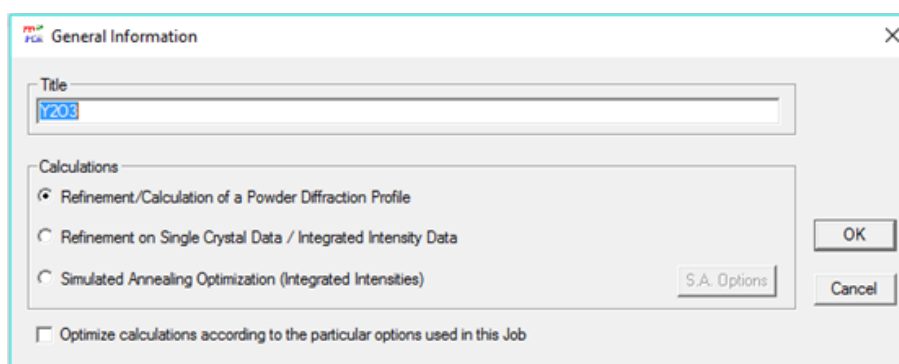 PCR General Information
Title
Y2O3
Calculations
Refinement/Calculation of a Powder Diffraction Profile
Refinement on Single Crystal Data / Integrated Intensity Data
OK
Simulated Annealing Optimization (Integrated Intensities)
S.A. Options
Cancel
Optimize calculations according to the particular options used in this Job